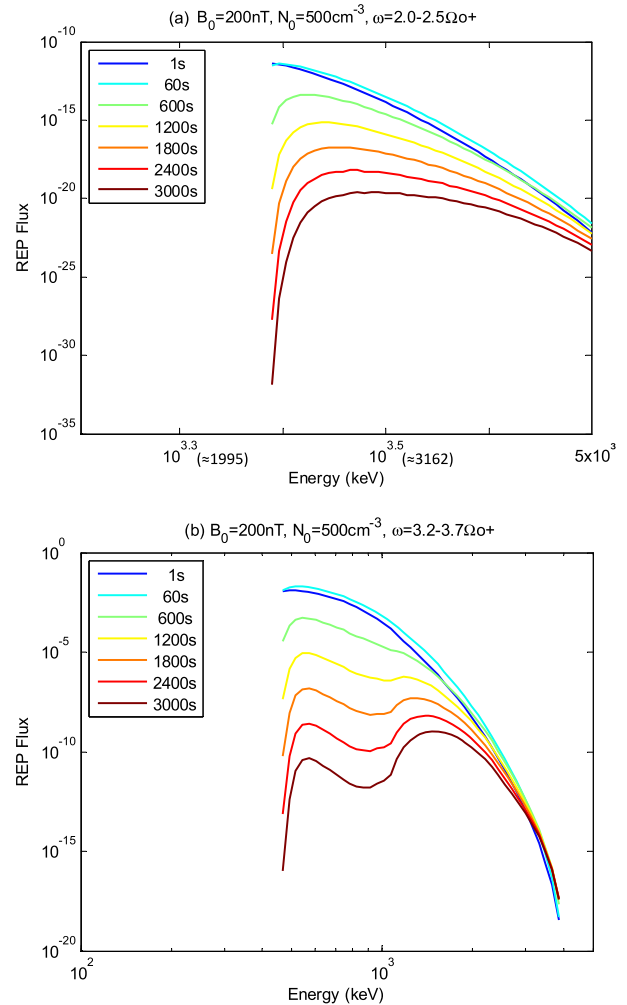 (a) B₀=200nT, N₀=500cm⁻³, ω=2.0-2.5Ωo+
10⁻¹⁰
10⁻¹⁵
10⁻²⁰
10⁻²⁵
10⁻³⁰
10⁻³⁵
REP Flux
1s
60s
600s
1200s
1800s
2400s
3000s
10³·³ (≈1995)
10³·⁵ (≈3162)
5x10³
Energy (keV)
(b) B₀=200nT, N₀=500cm⁻³, ω=3.2-3.7Ωo+
10⁰
10⁻⁵
10⁻¹⁰
10⁻¹⁵
10⁻²⁰
REP Flux
1s
60s
600s
1200s
1800s
2400s
3000s
10²
10³
Energy (keV)